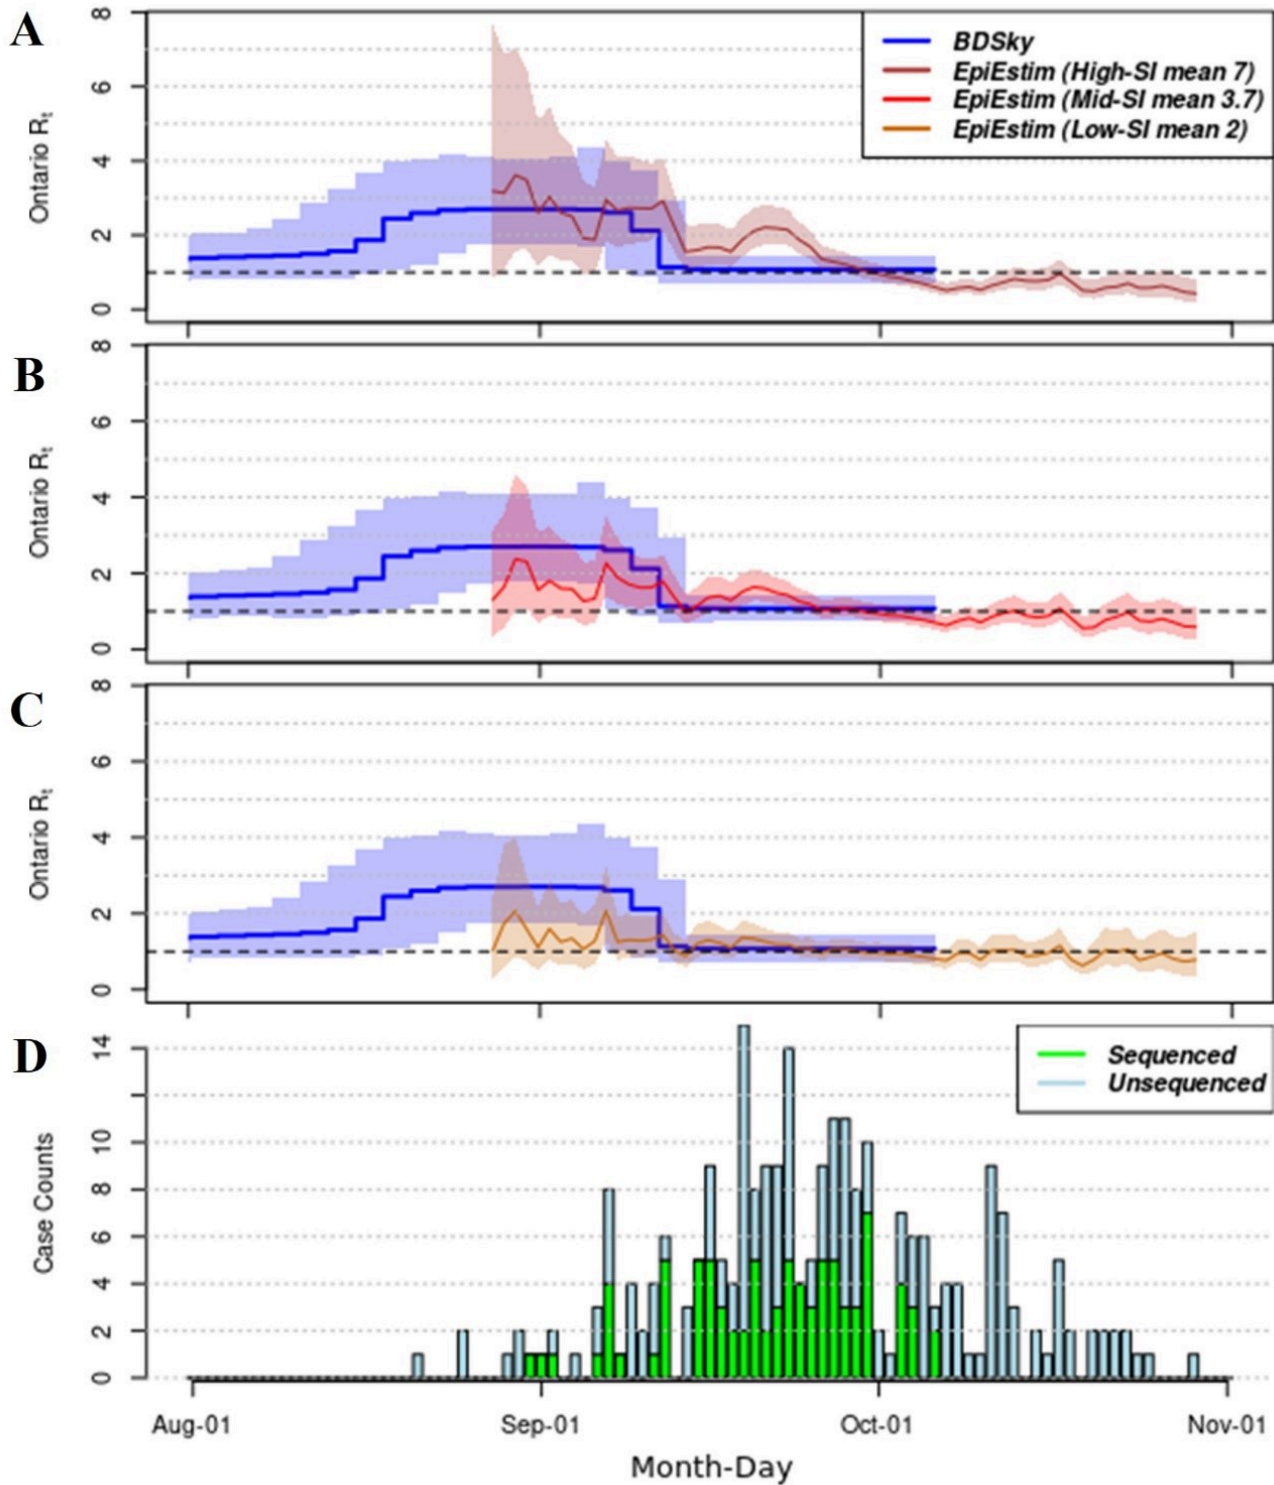 A
8
6
4
2
0
Ontario Rt
BDSky
EpiEstim (High-SI mean 7)
EpiEstim (Mid-SI mean 3.7)
EpiEstim (Low-SI mean 2)
B
8
6
4
2
0
Ontario Rt
C
8
6
4
2
0
Ontario Rt
D
14
10
8
6
4
2
0
Case Counts
Sequenced
Unsequenced
Aug-01 Sep-01 Oct-01 Nov-01
Month-Day